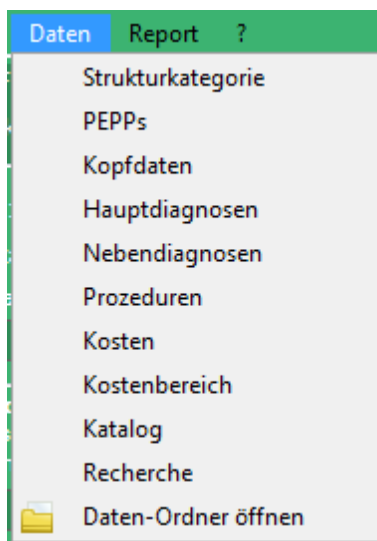 Daten Report ?
Strukturkategorie
PEPPs
Kopfdaten
Hauptdiagnosen
Nebendiagnosen
Prozeduren
Kosten
Kostenbereich
Katalog
Recherche
Daten-Ordner öffnen